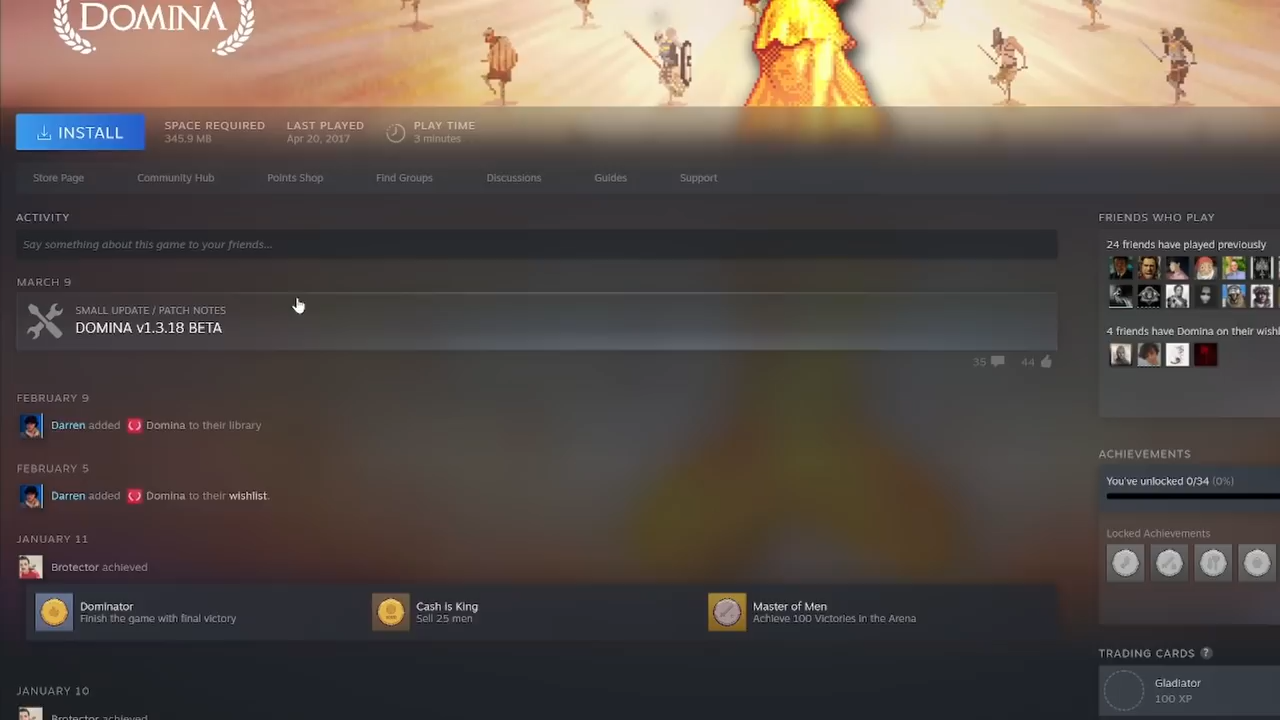 DOMINA
INSTALL
SPACE REQUIRED
345.9 MB
LAST PLAYED
Apr 20, 2017
PLAY TIME
3 minutes
Store Page
Community Hub
Points Shop
Find Groups
Discussions
Guides
Support
ACTIVITY
Say something about this game to your friends...
MARCH 9
SMALL UPDATE / PATCH NOTES
DOMINA v1.3.18 BETA
35
44
FEBRUARY 9
Darren added Domina to their library
FEBRUARY 5
Darren added Domina to their wishlist.
JANUARY 11
Brotector achieved
Dominator
Finish the game with final victory
Cash is King
Sell 25 men
Master of Men
Achieve 100 Victories in the Arena
JANUARY 10
Brotector achieved
FRIENDS WHO PLAY
24 friends have played previously
4 friends have Domina on their wishl
ACHIEVEMENTS
You've unlocked 0/34 (0%)
Locked Achievements
TRADING CARDS ?
Gladiator
100 XP